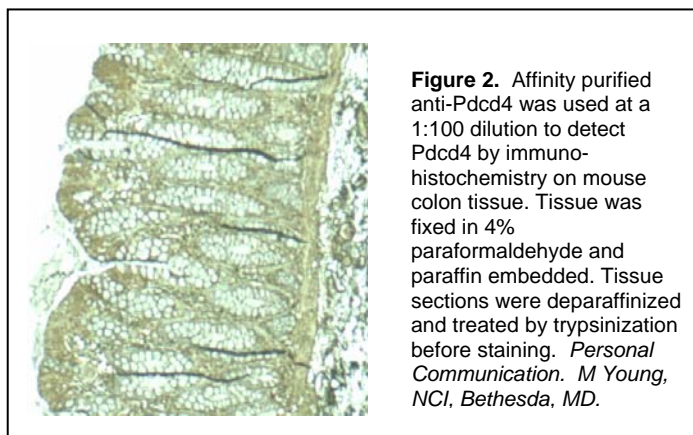 Figure 2. Affinity purified
anti-Pdcd4 was used at a
1:100 dilution to detect
Pdcd4 by immuno-
histochemistry on mouse
colon tissue. Tissue was
fixed in 4%
paraformaldehyde and
paraffin embedded. Tissue
sections were deparaffinized
and treated by trypsinization
before staining. Personal
Communication. M Young,
NCI, Bethesda, MD.